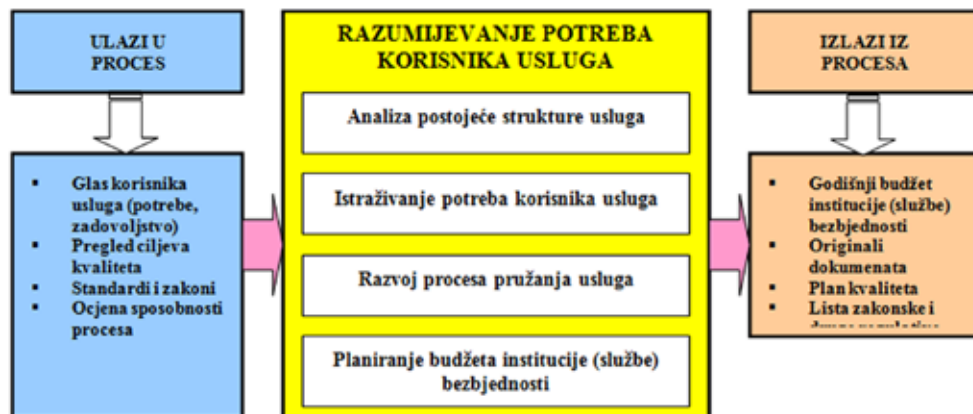 ULAZI U
PROCES
Glas korisnika
usluga (potrebe,
zadovoljstvo)
Pregled ciljeva
kvaliteta
Standardi i zakoni
Ocjena sposobnosti
procesa
RAZUMIJEVANJE POTREBA
KORISNIKA USLUGA
Analiza postojeće strukture usluga
Istraživanje potreba korisnika usluga
Razvoj procesa pružanja usluga
Planiranje budžeta institucije (službe)
bezbjednosti
IZLAZI IZ
PROCESA
Godišnji budžet
institucije (službe)
bezbjednosti
Originali
dokumenata
Plan kvaliteta
Lista zakonske i